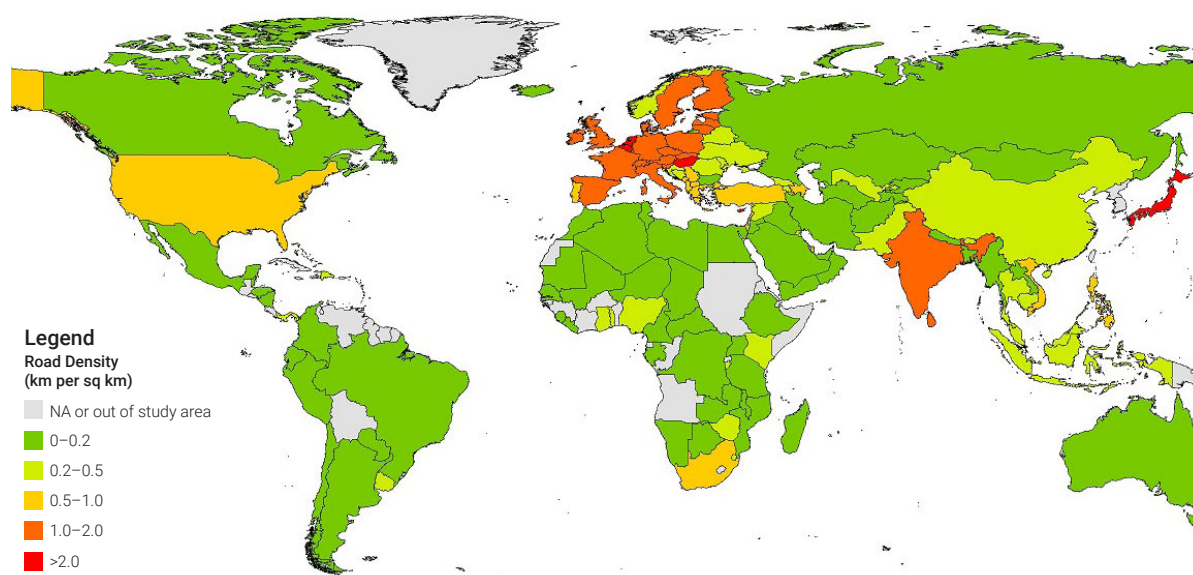 Legend
Road Density
(km per sq km)
NA or out of study area
0–0.2
0.2–0.5
0.5–1.0
1.0–2.0
>2.0